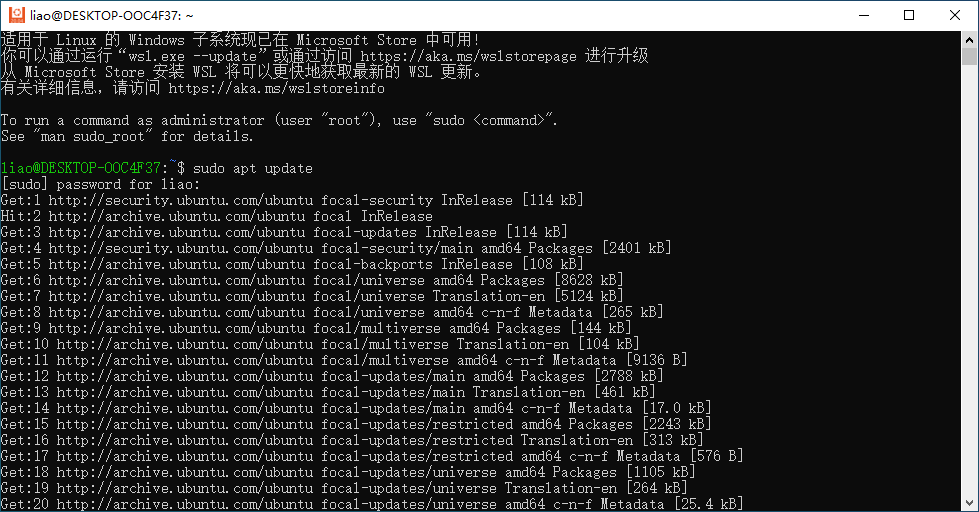 liao@DESKTOP-OOC4F37: ~
适用于 Linux 的 Windows 子系统现已在 Microsoft Store 中可用!
你可以通过运行“wsl.exe --update”或通过访问 https://aka.ms/wslstorepage 进行升级
从 Microsoft Store 安装 WSL 将可以更快地获取最新的 WSL 更新。
有关详细信息，请访问 https://aka.ms/wslstoreinfo
To run a command as administrator (user "root"), use "sudo <command>".
See "man sudo_root" for details.
liao@DESKTOP-OOC4F37:~$ sudo apt update
[sudo] password for liao:
Get:1 http://security.ubuntu.com/ubuntu focal-security InRelease [114 kB]
Hit:2 http://archive.ubuntu.com/ubuntu focal InRelease
Get:3 http://archive.ubuntu.com/ubuntu focal-updates InRelease [114 kB]
Get:4 http://security.ubuntu.com/ubuntu focal-security/main amd64 Packages [2401 kB]
Get:5 http://archive.ubuntu.com/ubuntu focal-backports InRelease [108 kB]
Get:6 http://archive.ubuntu.com/ubuntu focal/universe amd64 Packages [8628 kB]
Get:7 http://archive.ubuntu.com/ubuntu focal/universe Translation-en [5124 kB]
Get:8 http://archive.ubuntu.com/ubuntu focal/universe amd64 c-n-f Metadata [265 kB]
Get:9 http://archive.ubuntu.com/ubuntu focal/multiverse amd64 Packages [144 kB]
Get:10 http://archive.ubuntu.com/ubuntu focal/multiverse Translation-en [104 kB]
Get:11 http://archive.ubuntu.com/ubuntu focal/multiverse amd64 c-n-f Metadata [9136 B]
Get:12 http://archive.ubuntu.com/ubuntu focal-updates/main amd64 Packages [2788 kB]
Get:13 http://archive.ubuntu.com/ubuntu focal-updates/main Translation-en [461 kB]
Get:14 http://archive.ubuntu.com/ubuntu focal-updates/main amd64 c-n-f Metadata [17.0 kB]
Get:15 http://archive.ubuntu.com/ubuntu focal-updates/restricted amd64 Packages [2243 kB]
Get:16 http://archive.ubuntu.com/ubuntu focal-updates/restricted Translation-en [313 kB]
Get:17 http://archive.ubuntu.com/ubuntu focal-updates/restricted amd64 c-n-f Metadata [576 B]
Get:18 http://archive.ubuntu.com/ubuntu focal-updates/universe amd64 Packages [1105 kB]
Get:19 http://archive.ubuntu.com/ubuntu focal-updates/universe Translation-en [264 kB]
Get:20 http://archive.ubuntu.com/ubuntu focal-updates/universe amd64 c-n-f Metadata [25.4 kB]